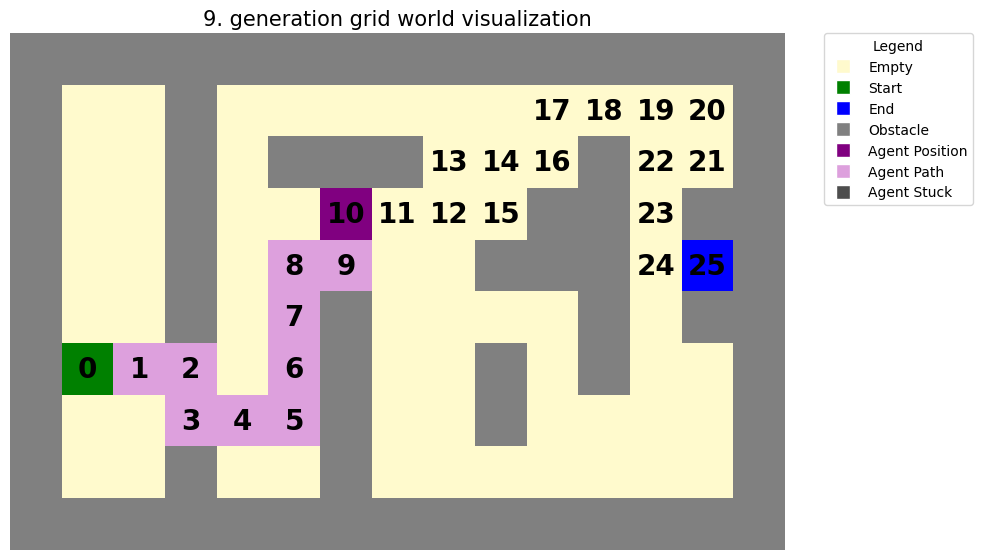 9. generation grid world visualization
Legend
Empty
Start
End
Obstacle
Agent Position
Agent Path
Agent Stuck
17 18 19 20
13 14 16 22 21
10 11 12 15 23
8 9 24 25
7
0 1 2 6
3 4 5